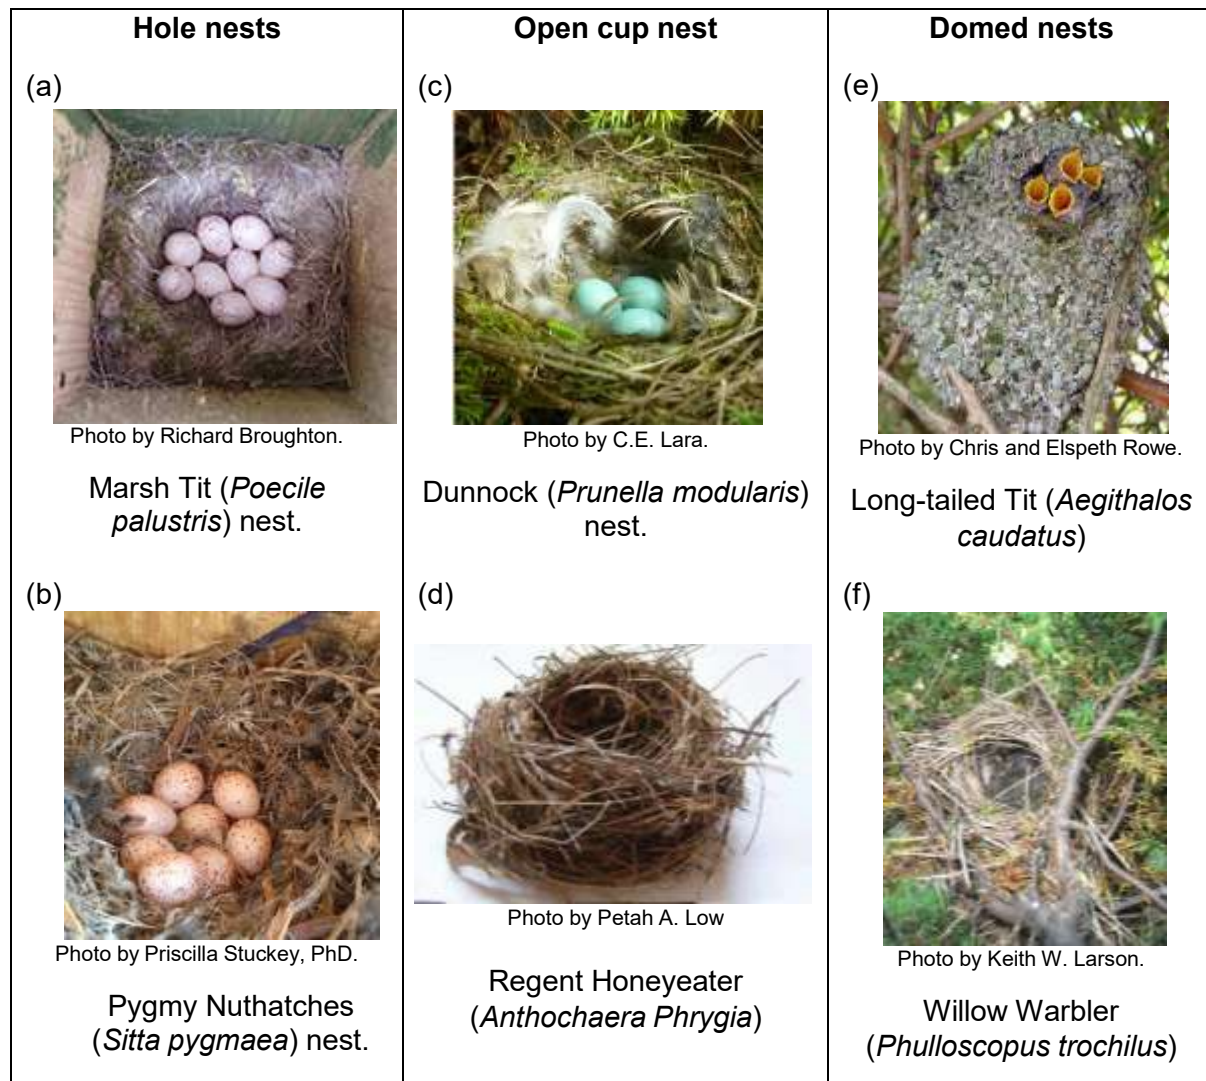 Hole nests
Open cup nest
Domed nests
(a)
Photo by Richard Broughton.
Marsh Tit (Poecile
palustris) nest.
(b)
Photo by Priscilla Stuckey, PhD.
Pygmy Nuthatches
(Sitta pygmaea) nest.
(c)
Photo by C.E. Lara.
Dunnock (Prunella modularis)
nest.
(d)
Photo by Petah A. Low
Regent Honeyeater
(Anthochaera Phrygia)
(e)
Photo by Chris and Elspeth Rowe.
Long-tailed Tit (Aegithalos
caudatus)
(f)
Photo by Keith W. Larson.
Willow Warbler
(Phulloscopus trochilus)